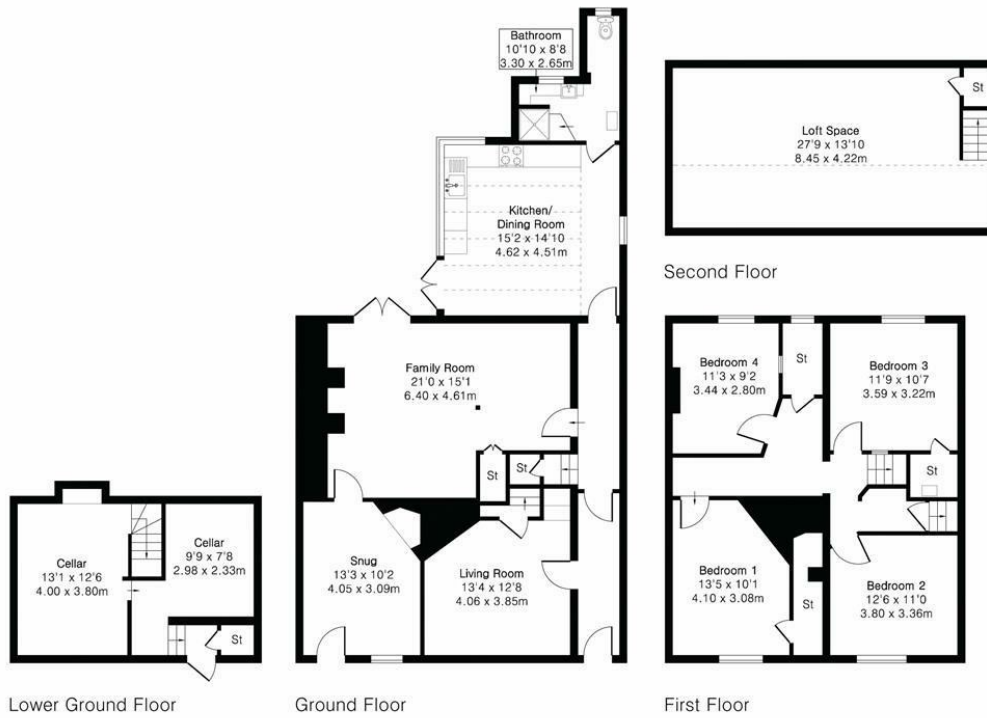 Bathroom
10'10 x 8'8
3.30 x 2.65m
Kitchen/
Dining Room
15'2 x 14'10
4.62 x 4.51m
Family Room
21'0 x 15'1
6.40 x 4.61m
St
St
Snug
13'3 x 10'2
4.05 x 3.09m
Living Room
13'4 x 12'8
4.06 x 3.85m
Ground Floor
Cellar
13'1 x 12'6
4.00 x 3.80m
Cellar
9'9 x 7'8
2.98 x 2.33m
St
Lower Ground Floor
St
Loft Space
27'9 x 13'10
8.45 x 4.22m
Second Floor
Bedroom 4
11'3 x 9'2
3.44 x 2.80m
St
Bedroom 3
11'9 x 10'7
3.59 x 3.22m
St
Bedroom 1
13'5 x 10'1
4.10 x 3.08m
St
Bedroom 2
12'6 x 11'0
3.80 x 3.36m
First Floor